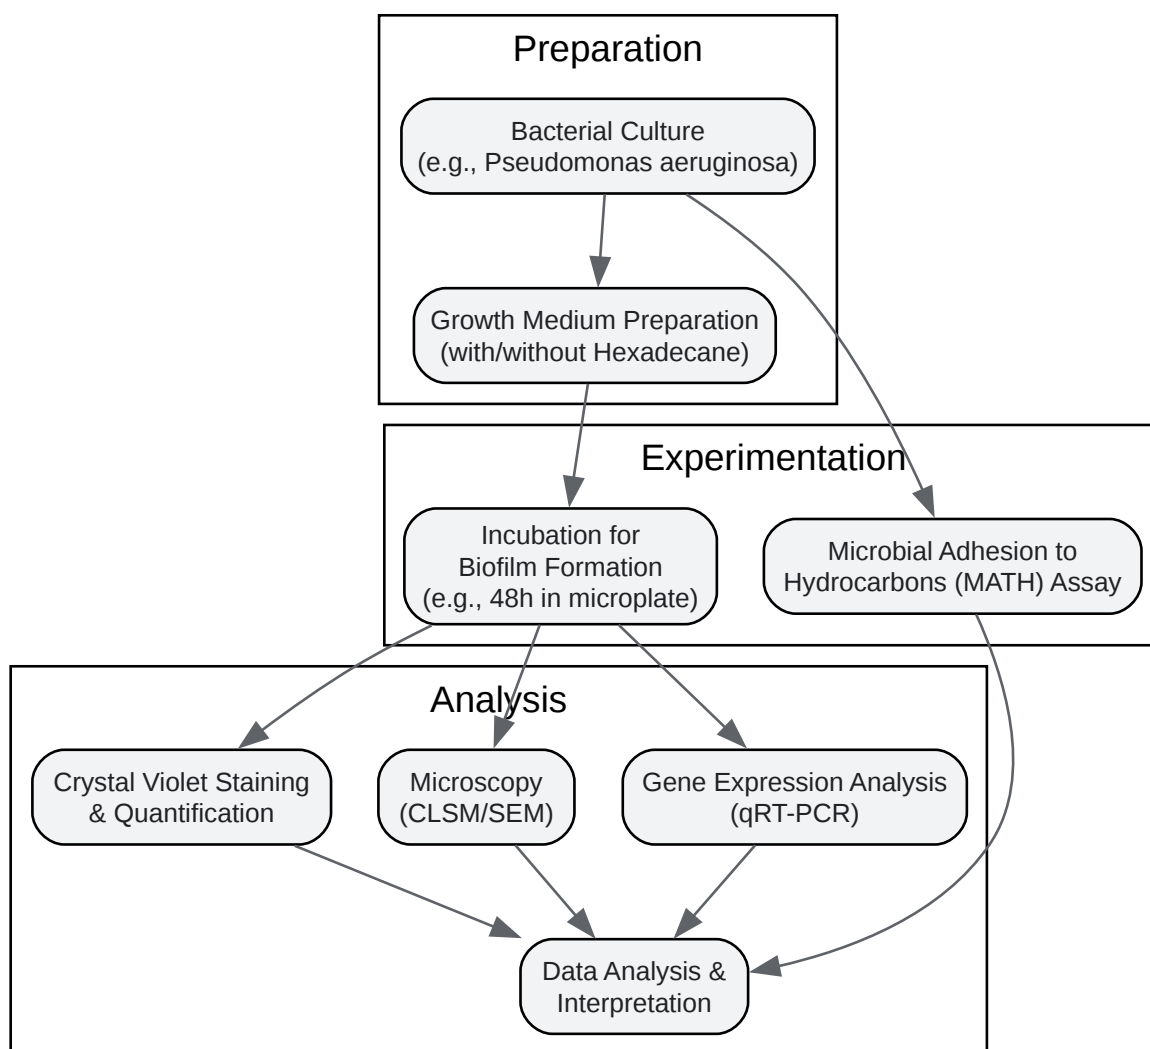 Preparation
Bacterial Culture
(e.g., Pseudomonas aeruginosa)
Growth Medium Preparation
(with/without Hexadecane)
Experimentation
Incubation for
Biofilm Formation
(e.g., 48h in microplate)
Microbial Adhesion to
Hydrocarbons (MATH) Assay
Analysis
Crystal Violet Staining
& Quantification
Microscopy
(CLSM/SEM)
Gene Expression Analysis
(qRT-PCR)
Data Analysis &
Interpretation